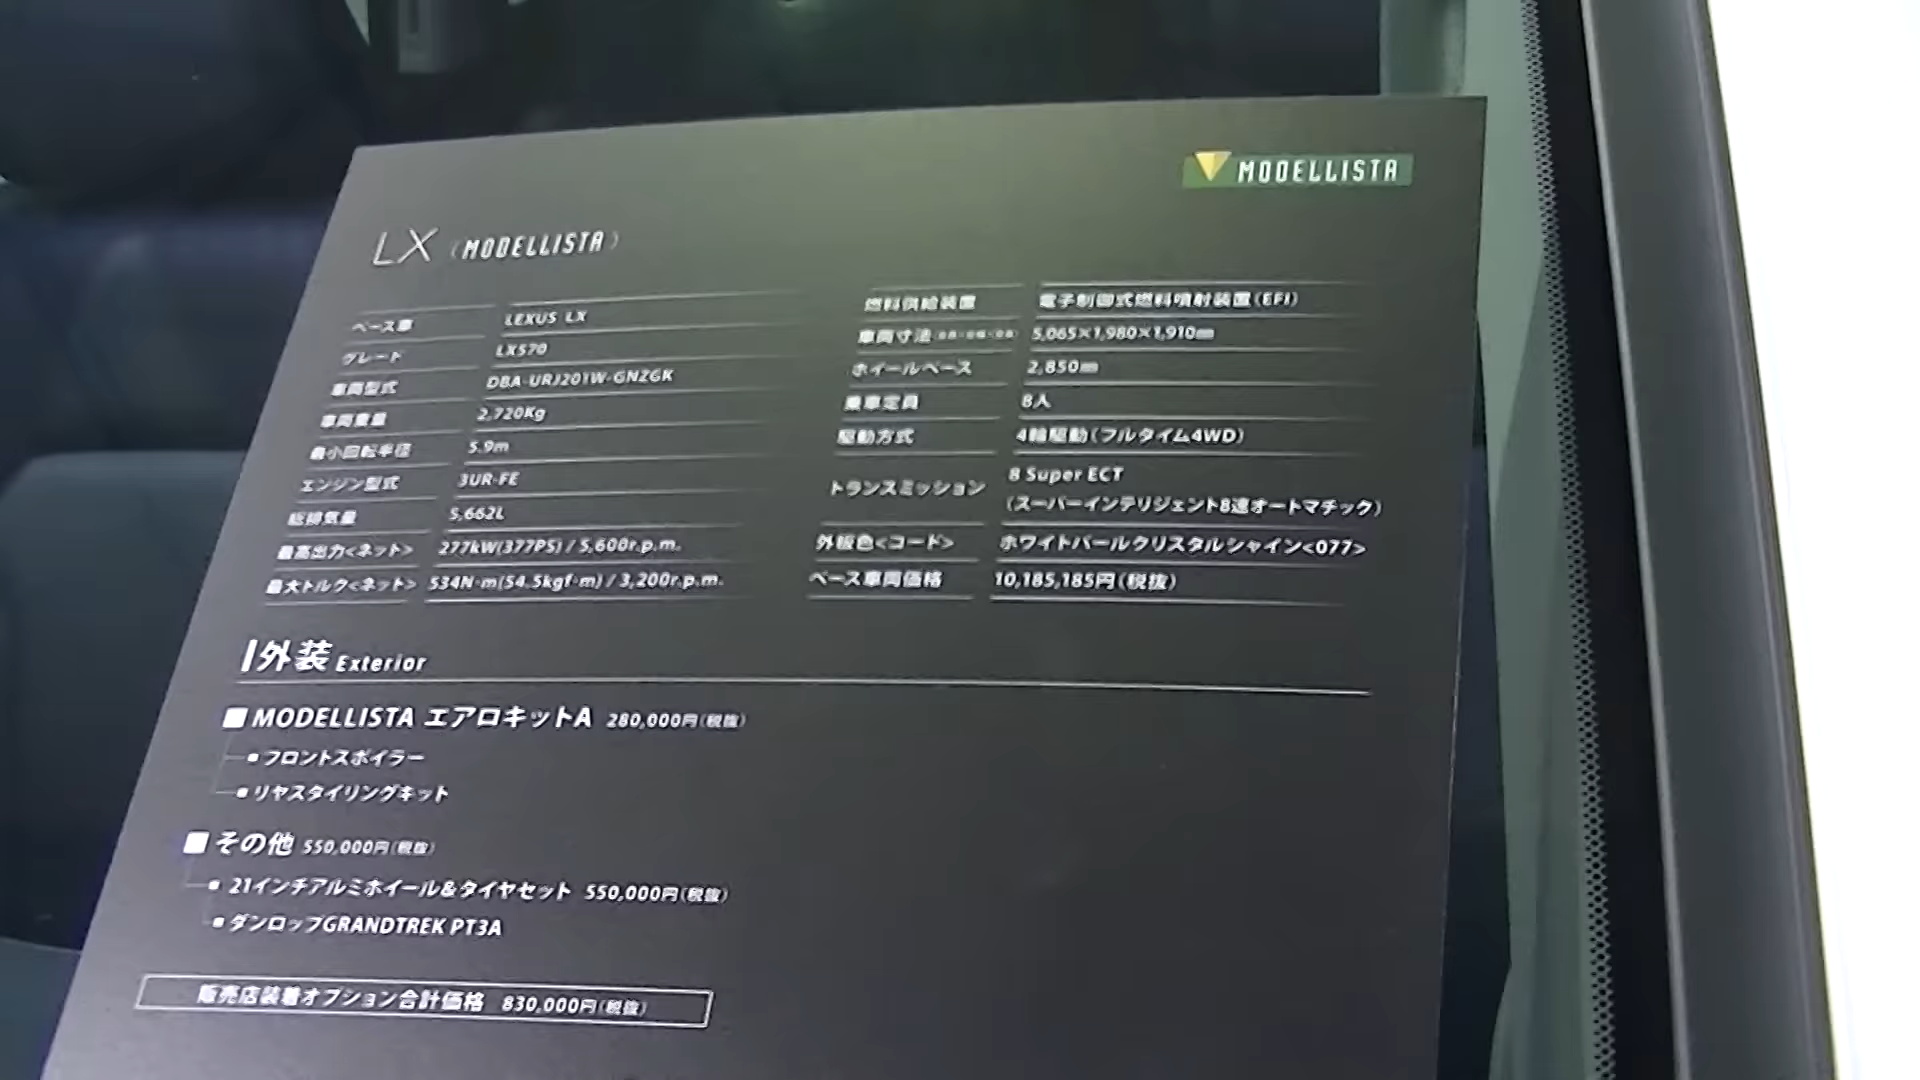 MODELLISTA
LX (MODELLISTA)
ベース車 LEXUS LX
グレード LX570
車両型式 DBA-URJ201W-GNZGK
車両重量 2,720Kg
最小回転半径 5.9m
エンジン型式 3UR-FE
総排気量 5,662L
最高出力<ネット> 277kW(377PS) / 5,600r.p.m.
最大トルク<ネット> 534N·m(54.5kgf·m) / 3,200r.p.m.
燃料供給装置 電子制御式燃料噴射装置(EFI)
車両寸法 5,065×1,980×1,910㎜
ホイールベース 2,850㎜
乗車定員 8人
駆動方式 4輪駆動(フルタイム4WD)
トランスミッション 8 Super ECT
(スーパーインテリジェント8速オートマチック)
外板色<コード> ホワイトパールクリスタルシャイン<077>
ベース車両価格 10,185,185円(税抜)
外装 Exterior
■ MODELLISTA エアロキットA 280,000円(税抜)
■ フロントスポイラー
■ リヤスタイリングキット
■ その他 550,000円(税抜)
■ 21インチアルミホイール&タイヤセット 550,000円(税抜)
■ ダンロップGRANDTREK PT3A
販売店装着オプション合計価格 830,000円(税抜)